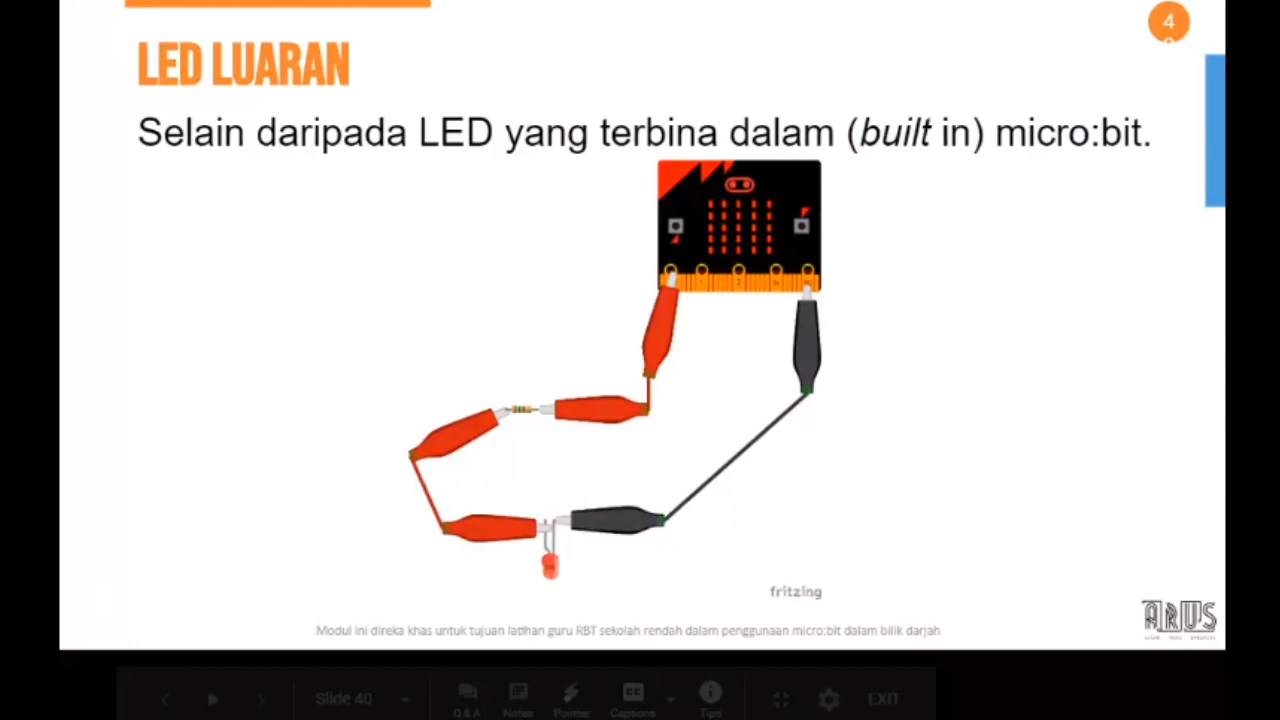 4
0
LED LUARAN
Selain daripada LED yang terbina dalam (built in) micro:bit.
fritzing
Modul ini direka khas untuk tujuan latihan guru RBT sekolah rendah dalam penggunaan micro:bit dalam bilik darjah
ARUS
Slide 40
Q & A
Notes
Pointer
Captions
Tips
EXIT